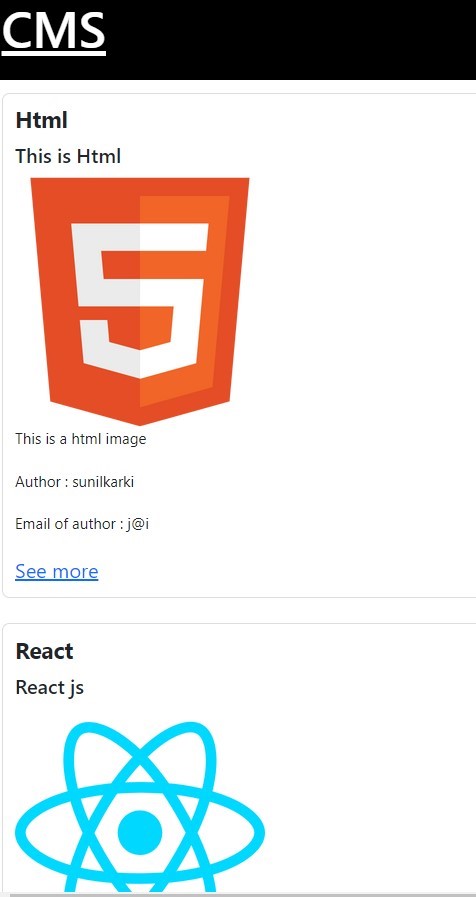 CMS
Html
This is Html
This is a html image
Author : sunilkarki
Email of author : j@i
See more
React
React js